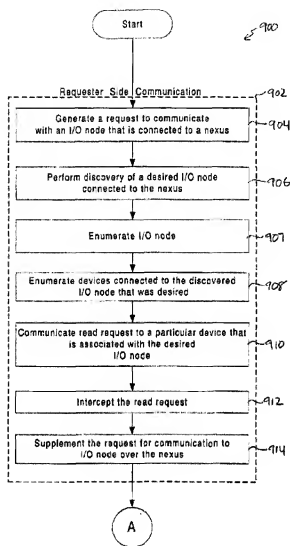 Start
900
Requester Side Communication
902
Generate a request to communicate
with an I/O node that is connected to a nexus
904
Perform discovery of a desired I/O node
connected to the nexus
906
Enumerate I/O node
907
Enumerate devices connected to the discovered
I/O node that was desired
908
Communicate read request to a particular device that
is associated with the desired
I/O node
910
Intercept the read request
912
Supplement the request for communication to
I/O node over the nexus
914
A